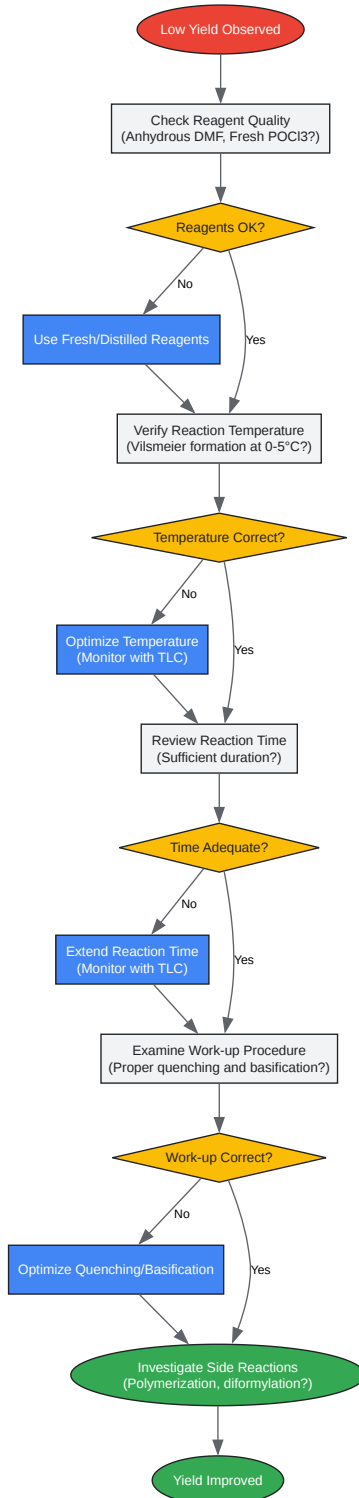 Low Yield Observed
Check Reagent Quality
(Anhydrous DMF, Fresh POCl3?)
Reagents OK?
No
Use Fresh/Distilled Reagents
Yes
Verify Reaction Temperature
(Vilsmeier formation at 0-5°C?)
Temperature Correct?
No
Optimize Temperature
(Monitor with TLC)
Yes
Review Reaction Time
(Sufficient duration?)
Time Adequate?
No
Extend Reaction Time
(Monitor with TLC)
Yes
Examine Work-up Procedure
(Proper quenching and basification?)
Work-up Correct?
No
Optimize Quenching/Basification
Yes
Investigate Side Reactions
(Polymerization, diformylation?)
Yield Improved